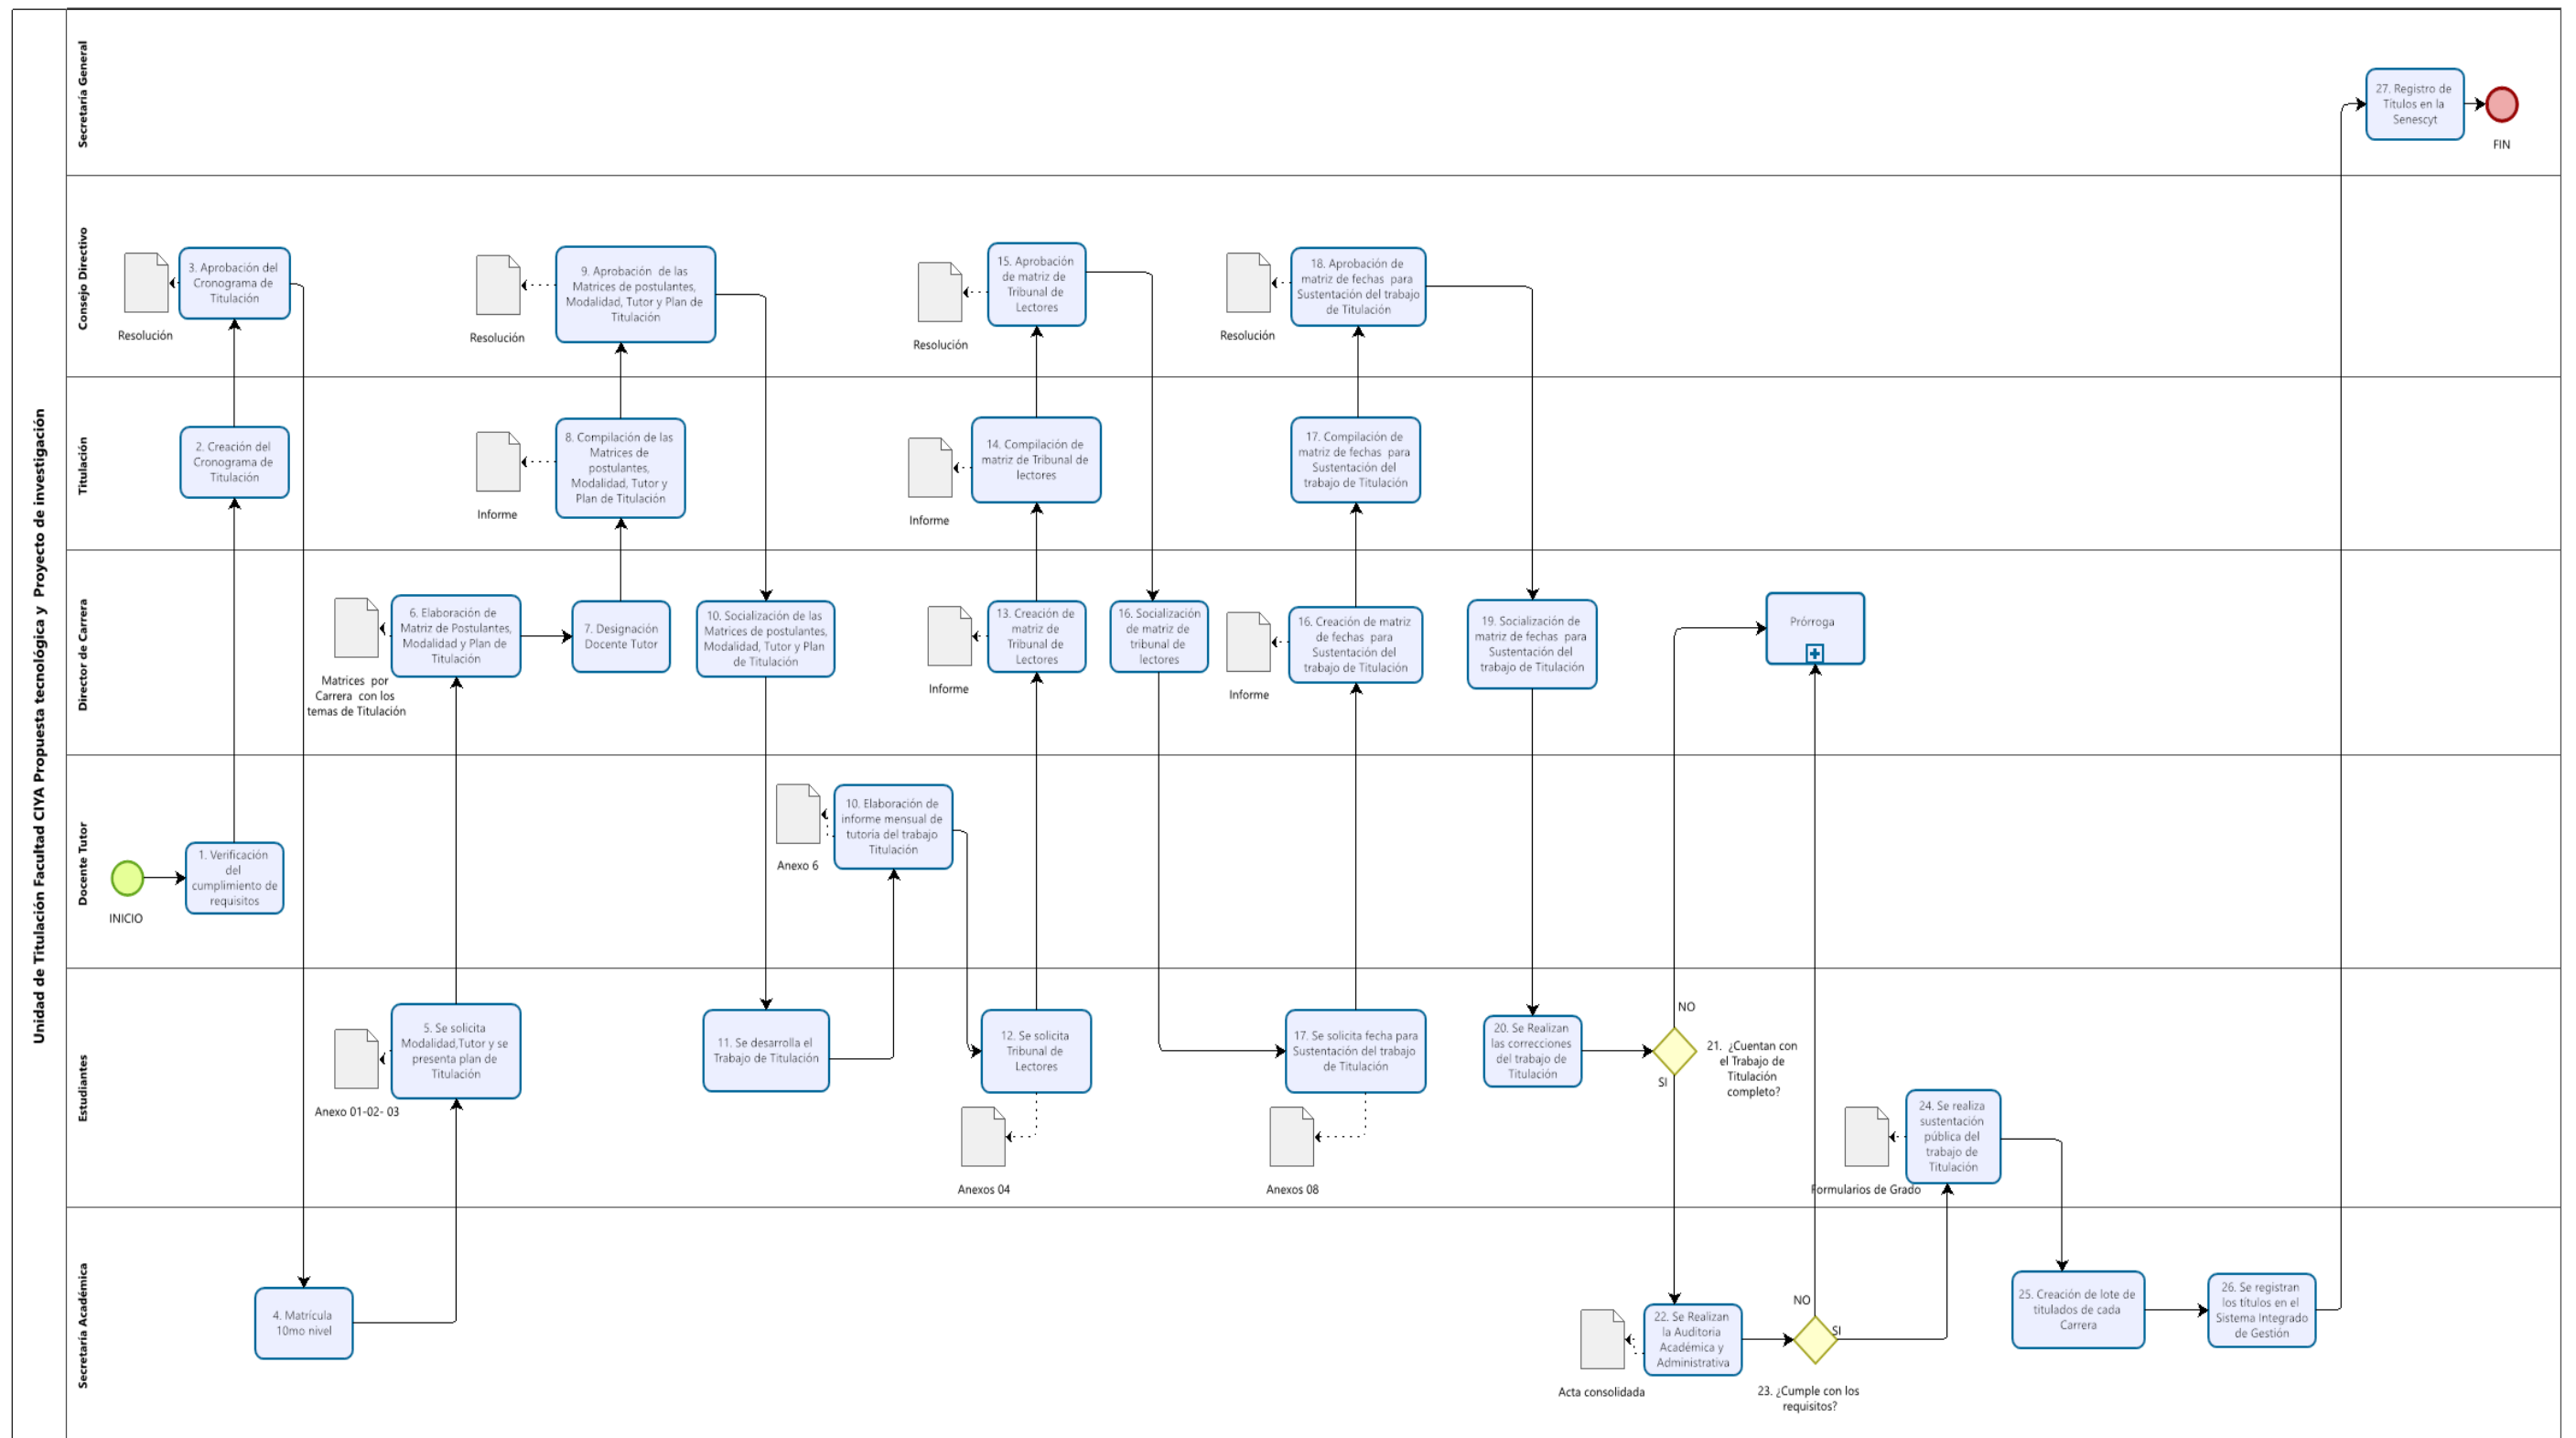 Unidad de Titulación Facultad CIYA Propuesta tecnológica y Proyecto de investigación
Secretaría General
27. Registro de
Títulos en la
Senescyt
FIN
Consejo Directivo
Resolución
3. Aprobación del
Cronograma de
Titulación
Resolución
9. Aprobación de las
Matrices de postulantes,
Modalidad, Tutor y Plan de
Titulación
Resolución
15. Aprobación
de matriz de
Tribunal de
Lectores
Resolución
18. Aprobación de
matriz de fechas para
Sustentación del trabajo
de Titulación
Titulación
2. Creación del
Cronograma de
Titulación
Informe
8. Compilación de las
Matrices de
postulantes,
Modalidad, Tutor y
Plan de Titulación
Informe
14. Compilación de
matriz de Tribunal de
lectores
17. Compilación de
matriz de fechas para
Sustentación del
trabajo de Titulación
Director de Carrera
Matrices por
Carrera con los
temas de Titulación
6. Elaboración de
Matriz de Postulantes,
Modalidad y Plan de
Titulación
7. Designación
Docente Tutor
10. Socialización de las
Matrices de postulantes,
Modalidad, Tutor y Plan
de Titulación
Informe
13. Creación de
matriz de
Tribunal de
Lectores
16. Socialización
de matriz de
tribunal de
lectores
Informe
16. Creación de matriz
de fechas para
Sustentación del
trabajo de Titulación
19. Socialización de
matriz de fechas para
Sustentación del
trabajo de Titulación
Prórroga
Docente Tutor
INICIO
1. Verificación
del
cumplimiento de
requisitos
Anexo 6
10. Elaboración de
informe mensual de
tutoria del trabajo
Titulación
Estudiantes
Anexo 01-02- 03
5. Se solicita
Modalidad,Tutor y se
presenta plan de
Titulación
11. Se desarrolla el
Trabajo de Titulación
12. Se solicita
Tribunal de
Lectores
Anexos 04
17. Se solicita fecha para
Sustentación del trabajo
de Titulación
Anexos 08
20. Se Realizan
las correcciones
del trabajo de
Titulación
NO
SI
21. ¿Cuentan con
el Trabajo de
Titulación
completo?
Formularios de Grado
24. Se realiza
sustentación
pública del
trabajo de
Titulación
Secretaría Académica
4. Matrícula
10mo nivel
Acta consolidada
22. Se Realizan
la Auditoria
Académica y
Administrativa
NO
SI
23. ¿Cumple con los
requisitos?
25. Creación de lote de
titulados de cada
Carrera
26. Se registran
los títulos en el
Sistema Integrado
de Gestión